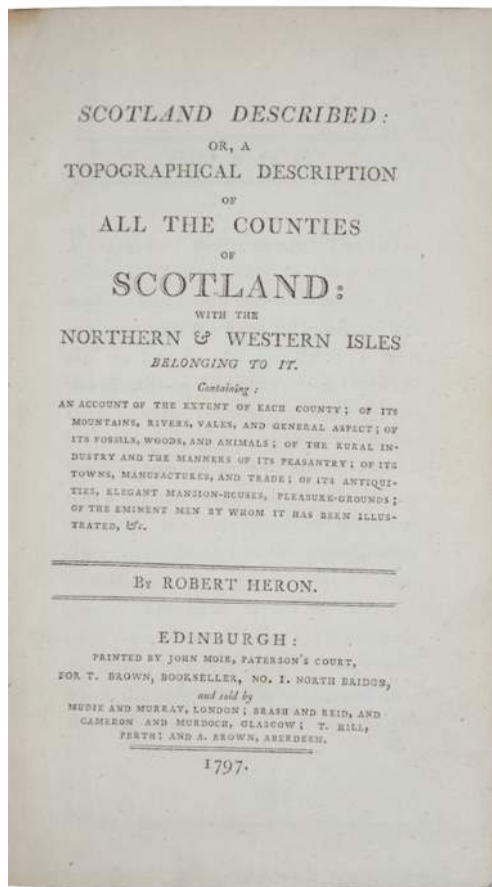 SCOTLAND DESCRIBED:
OR, A
TOPOGRAPHICAL DESCRIPTION
OF
ALL THE COUNTIES
OF
SCOTLAND:
WITH THE
NORTHERN & WESTERN ISLES
BELONGING TO IT.
Containing:
AN ACCOUNT OF THE EXTENT OF EACH COUNTY; OF ITS
MOUNTAINS, RIVERS, VALES, AND GENERAL ASPECT; OF
ITS FOSSILS, WOODS, AND ANIMALS; OF THE RURAL IN-
DUSTRY AND THE MANNERS OF ITS PEASANTRY; OF ITS
TOWNS, MANUFACTURES, AND TRADE; OF ITS ANTIQUI-
TIES, ELEGANT MANSION-HOUSES, PLEASURE-GROUNDS;
OF THE EMINENT MEN BY WHOM IT HAS BEEN ILLUS-
TRATED, &c.
BY ROBERT HERON.
EDINBURGH:
PRINTED BY JOHN MOIR, PATERSON'S COURT,
FOR T. BROWN, BOOKSELLER, NO. 1. NORTH BRIDGE,
and sold by
MUDIE AND MURRAY, LONDON; BRASH AND REID, AND
CAMERON AND MURDOCH, GLASGOW; T. HILL,
PERTH; AND A. BROWN, ABERDEEN.
1797.